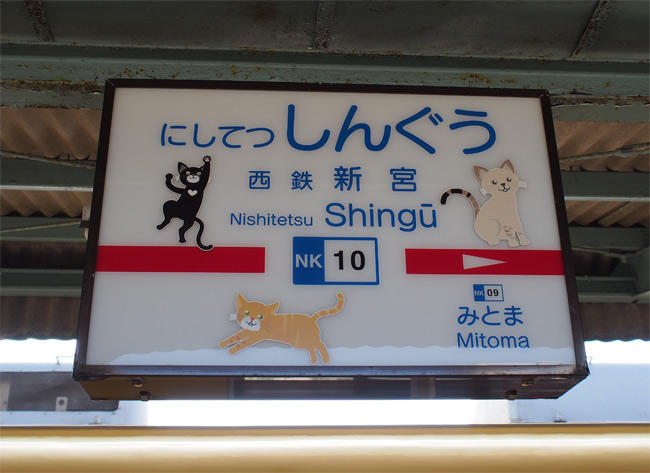 にしてつ しんぐう
西鉄 新宮
Nishitetsu Shingū
NK 10
NK 09
みとま
Mitoma